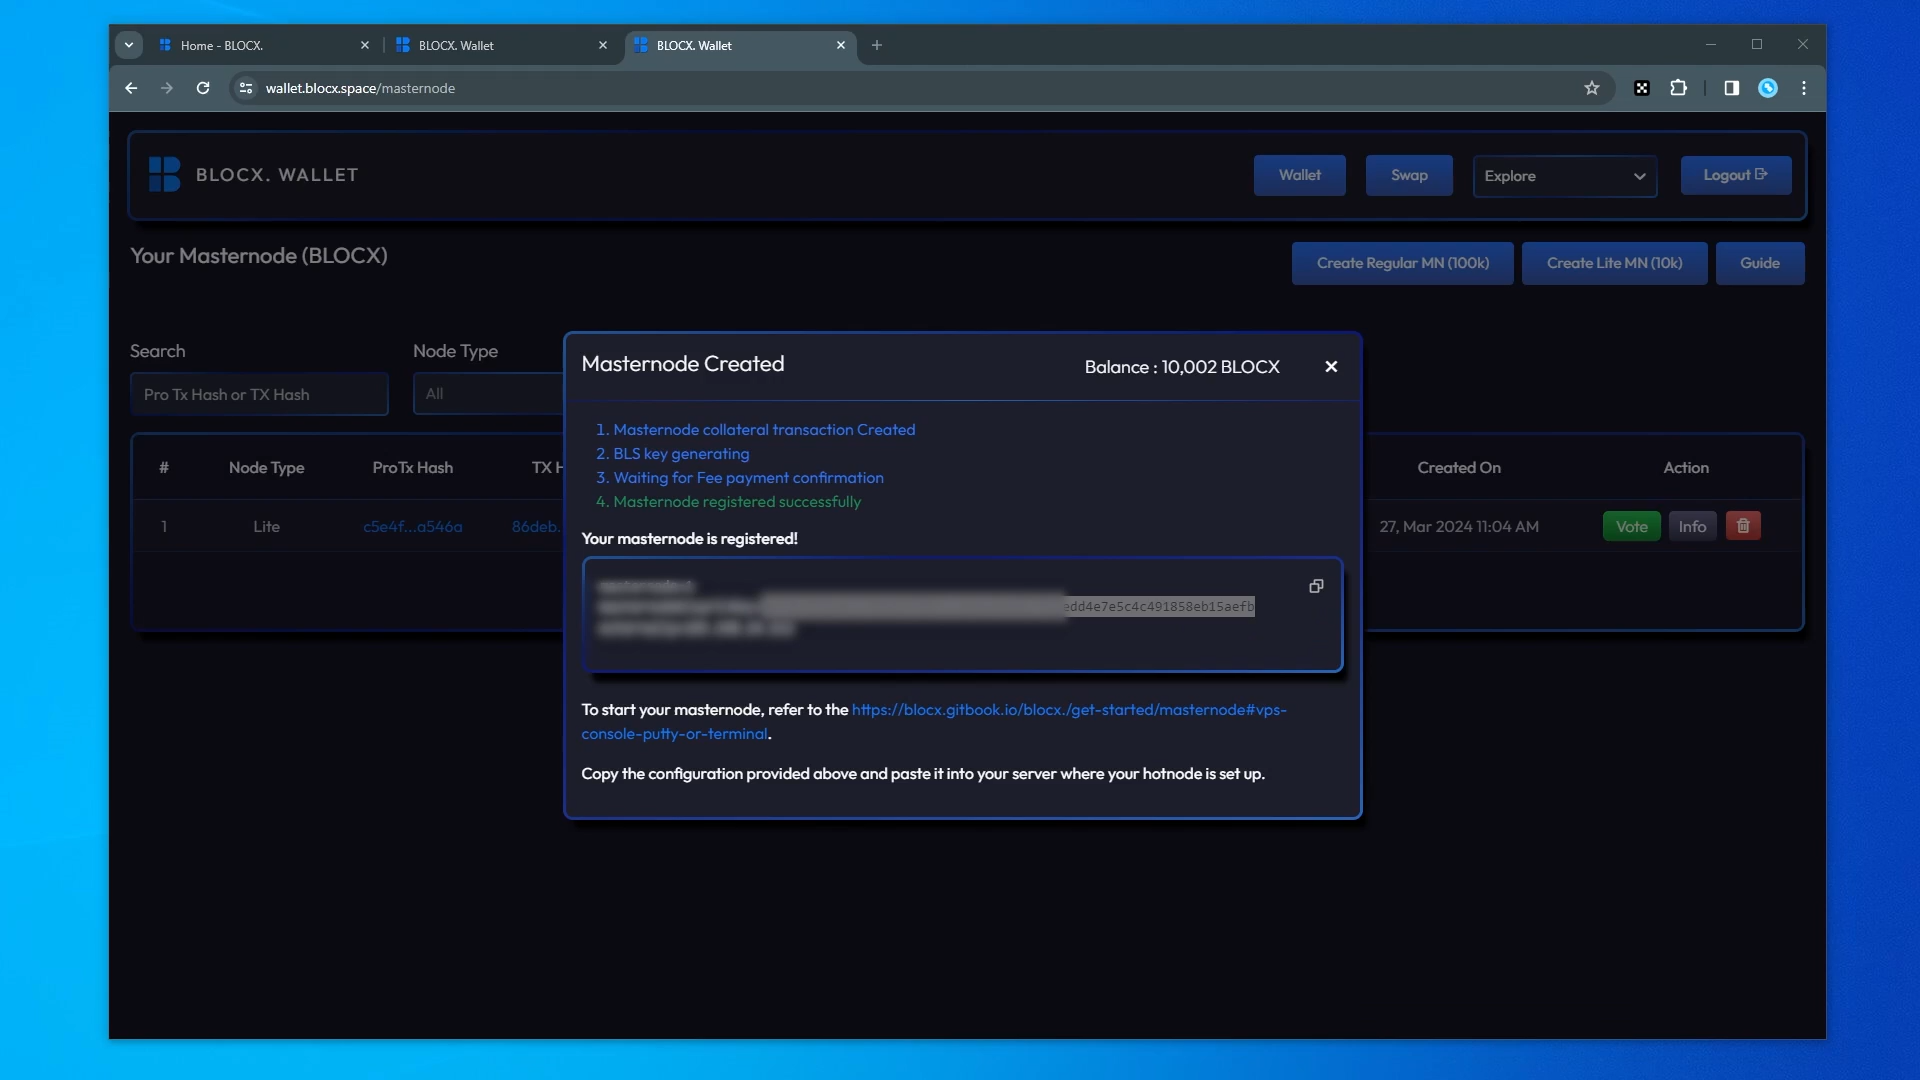 Home - BLOCX.
BLOCX. Wallet
BLOCX. Wallet
wallet.blocx.space/masternode
BLOCX. WALLET
Wallet
Swap
Explore
Logout
Your Masternode (BLOCX)
Create Regular MN (100k)
Create Lite MN (10k)
Guide
Search
Node Type
Pro Tx Hash or TX Hash
All
Masternode Created
Balance : 10,002 BLOCX
1. Masternode collateral transaction Created
2. BLS key generating
3. Waiting for Fee payment confirmation
4. Masternode registered successfully
# Node Type ProTx Hash TX H Created On Action
1 Lite c5e4f...a546a 86deb. 27, Mar 2024 11:04 AM Vote Info
Your masternode is registered!
edd4e7e5c4c491858eb15aefb
To start your masternode, refer to the https://blocx.gitbook.io/blocx./get-started/masternode#vps-
console-putty-or-terminal.
Copy the configuration provided above and paste it into your server where your hotnode is set up.